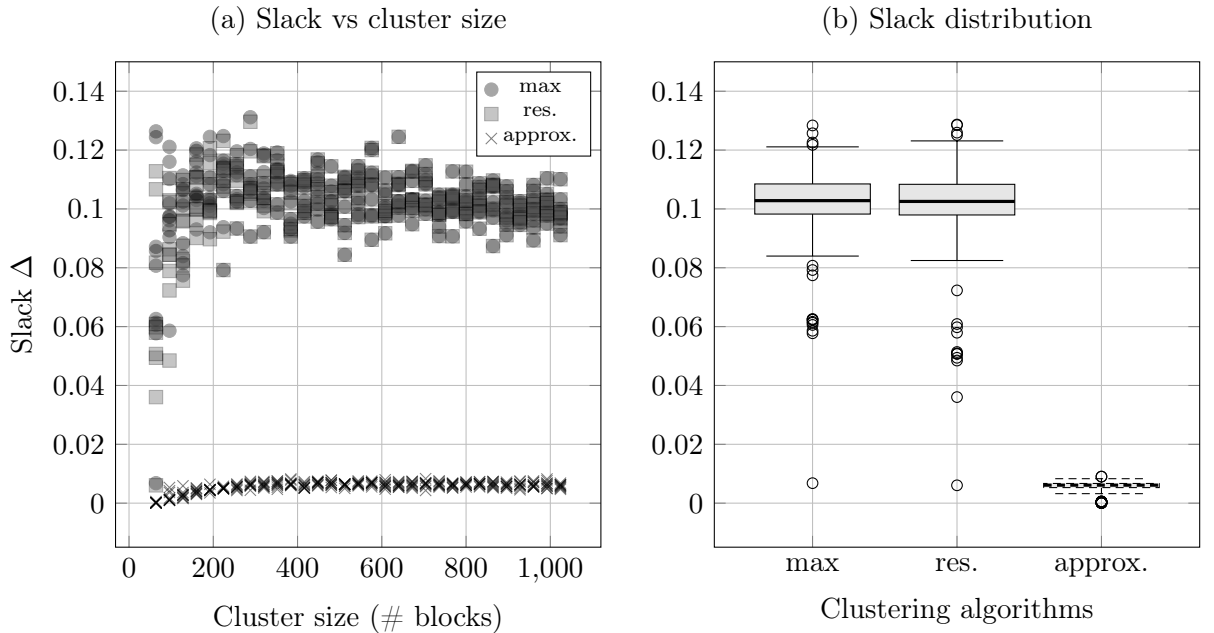 (a) Slack vs cluster size
(b) Slack distribution
Slack Δ
0.14
0.12
0.1
0.08
0.06
0.04
0.02
0
max
res.
approx.
0 200 400 600 800 1,000
Cluster size (# blocks)
0.14
0.12
0.1
0.08
0.06
0.04
0.02
0
max res. approx.
Clustering algorithms